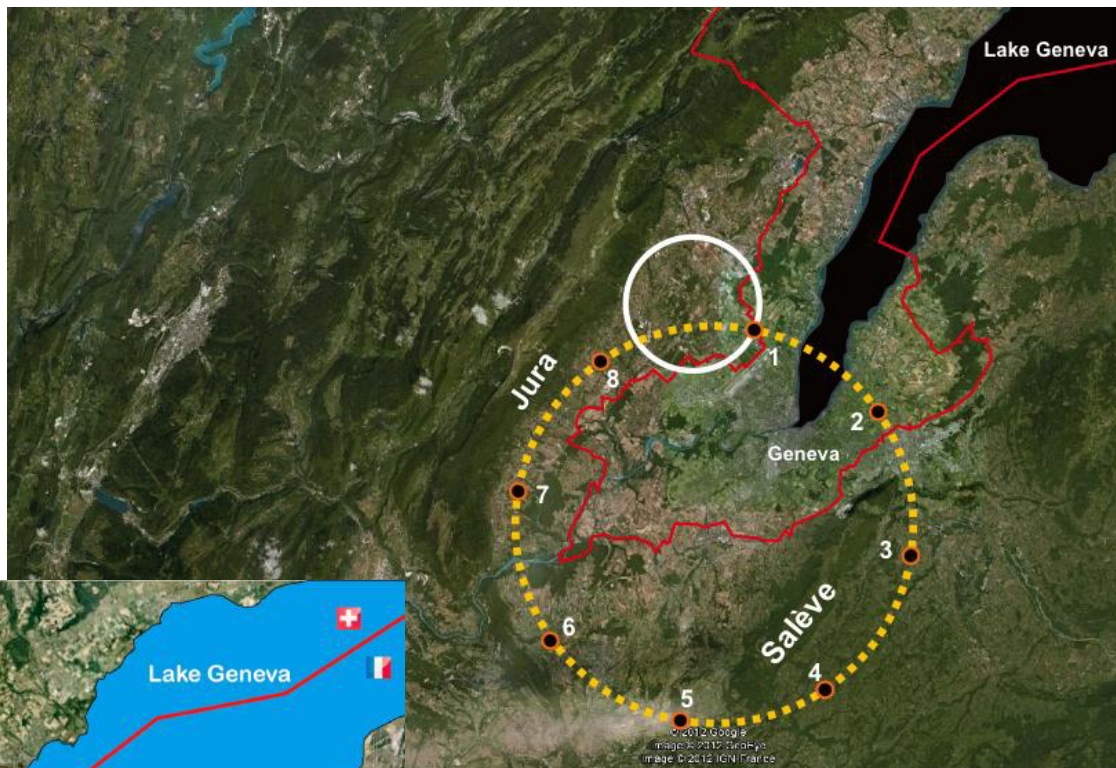 Lake Geneva
1
8
Jura
2
Geneva
7
3
Salève
6
4
5
Lake Geneva
© 2012 Google
Image © 2012 GeoEye
Image © 2012 IGN-France